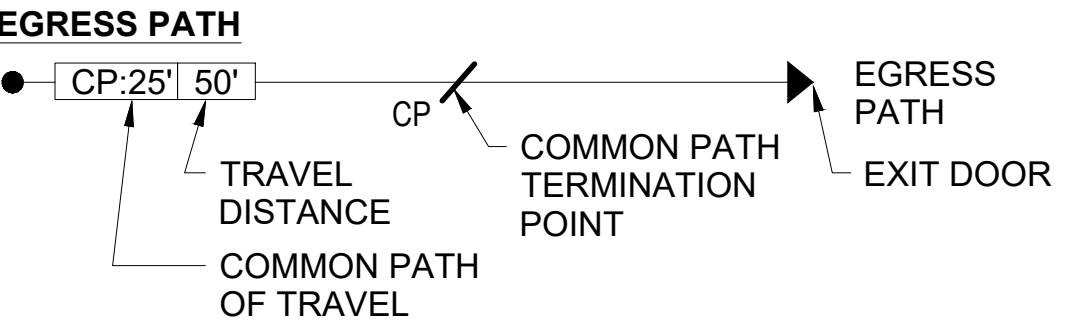 EGRESS PATH
CP:25' 50'
EGRESS
PATH
CP
COMMON PATH
TERMINATION
POINT
EXIT DOOR
TRAVEL
DISTANCE
COMMON PATH
OF TRAVEL